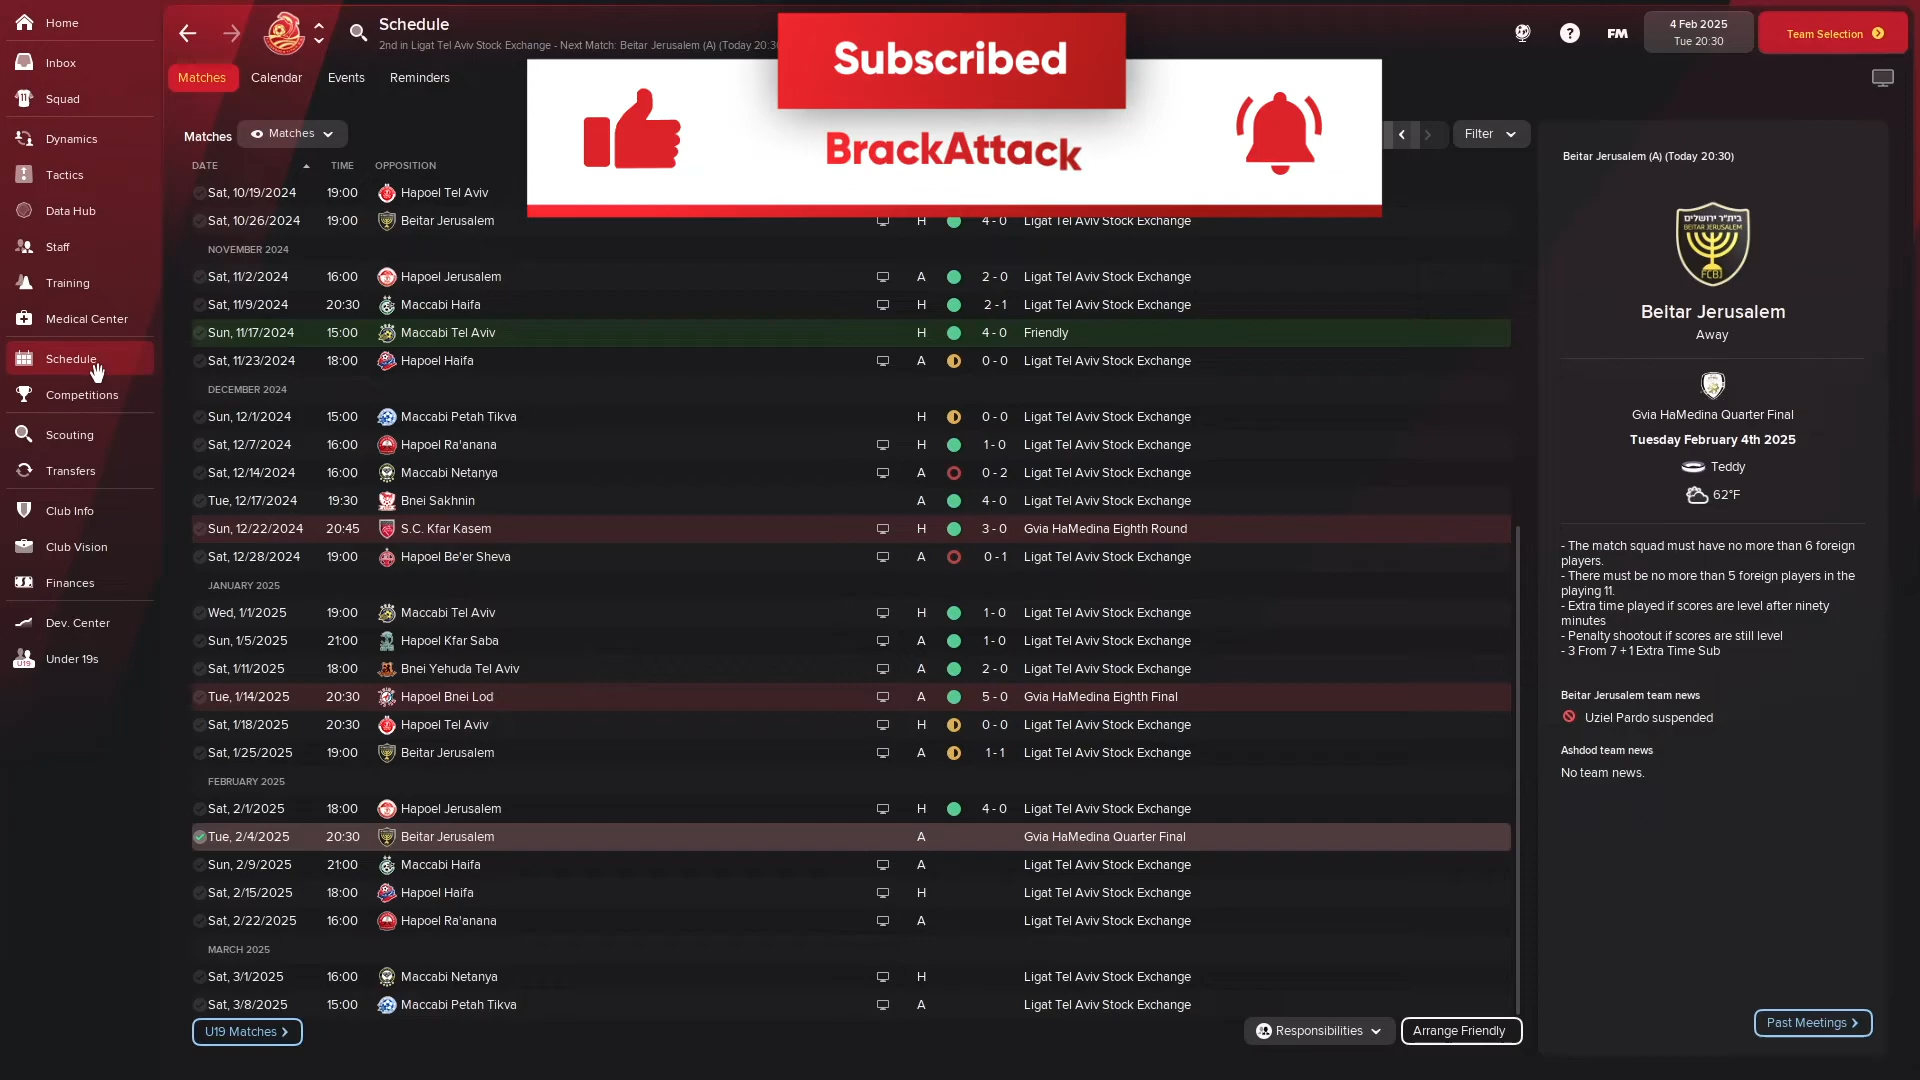 Home
Inbox
Squad
Dynamics
Tactics
Data Hub
Staff
Training
Medical Center
Schedule
Competitions
Scouting
Transfers
Club Info
Club Vision
Finances
Dev. Center
U19 Under 19s
Schedule
2nd in Ligat Tel Aviv Stock Exchange - Next Match: Beitar Jerusalem (A) (Today 20:30
FM
4 Feb 2025
Tue 20:30
Team Selection
Matches Calendar Events Reminders
Subscribed
BrackAttack
Matches Matches
Filter
DATE TIME OPPOSITION
Sat, 10/19/2024 19:00 Hapoel Tel Aviv
Sat, 10/26/2024 19:00 Beitar Jerusalem H 4 - 0 Ligat Tel Aviv Stock Exchange
NOVEMBER 2024
Sat, 11/2/2024 16:00 Hapoel Jerusalem A 2 - 0 Ligat Tel Aviv Stock Exchange
Sat, 11/9/2024 20:30 Maccabi Haifa H 2 - 1 Ligat Tel Aviv Stock Exchange
Sun, 11/17/2024 15:00 Maccabi Tel Aviv H 4 - 0 Friendly
Sat, 11/23/2024 18:00 Hapoel Haifa A 0 - 0 Ligat Tel Aviv Stock Exchange
DECEMBER 2024
Sun, 12/1/2024 15:00 Maccabi Petah Tikva H 0 - 0 Ligat Tel Aviv Stock Exchange
Sat, 12/7/2024 16:00 Hapoel Ra'anana H 1 - 0 Ligat Tel Aviv Stock Exchange
Sat, 12/14/2024 16:00 Maccabi Netanya A 0 - 2 Ligat Tel Aviv Stock Exchange
Tue, 12/17/2024 19:30 Bnei Sakhnin A 4 - 0 Ligat Tel Aviv Stock Exchange
Sun, 12/22/2024 20:45 S.C. Kfar Kasem H 3 - 0 Gvia HaMedina Eighth Round
Sat, 12/28/2024 19:00 Hapoel Be'er Sheva A 0 - 1 Ligat Tel Aviv Stock Exchange
JANUARY 2025
Wed, 1/1/2025 19:00 Maccabi Tel Aviv H 1 - 0 Ligat Tel Aviv Stock Exchange
Sun, 1/5/2025 21:00 Hapoel Kfar Saba A 1 - 0 Ligat Tel Aviv Stock Exchange
Sat, 1/11/2025 18:00 Bnei Yehuda Tel Aviv A 2 - 0 Ligat Tel Aviv Stock Exchange
Tue, 1/14/2025 20:30 Hapoel Bnei Lod A 5 - 0 Gvia HaMedina Eighth Final
Sat, 1/18/2025 20:30 Hapoel Tel Aviv H 0 - 0 Ligat Tel Aviv Stock Exchange
Sat, 1/25/2025 19:00 Beitar Jerusalem A 1 - 1 Ligat Tel Aviv Stock Exchange
FEBRUARY 2025
Sat, 2/1/2025 18:00 Hapoel Jerusalem H 4 - 0 Ligat Tel Aviv Stock Exchange
Tue, 2/4/2025 20:30 Beitar Jerusalem A Gvia HaMedina Quarter Final
Sun, 2/9/2025 21:00 Maccabi Haifa A Ligat Tel Aviv Stock Exchange
Sat, 2/15/2025 18:00 Hapoel Haifa H Ligat Tel Aviv Stock Exchange
Sat, 2/22/2025 16:00 Hapoel Ra'anana A Ligat Tel Aviv Stock Exchange
MARCH 2025
Sat, 3/1/2025 16:00 Maccabi Netanya H Ligat Tel Aviv Stock Exchange
Sat, 3/8/2025 15:00 Maccabi Petah Tikva A Ligat Tel Aviv Stock Exchange
U19 Matches
Responsibilities
Arrange Friendly
Beitar Jerusalem (A) (Today 20:30)
בית"ר ירושלים
BEITAR JERUSALEM
FCBJ
Beitar Jerusalem
Away
Gvia HaMedina Quarter Final
Tuesday February 4th 2025
Teddy
62°F
- The match squad must have no more than 6 foreign
players.
- There must be no more than 5 foreign players in the
playing 11.
- Extra time played if scores are level after ninety
minutes
- Penalty shootout if scores are still level
- 3 From 7 + 1 Extra Time Sub
Beitar Jerusalem team news
Uziel Pardo suspended
Ashdod team news
No team news.
Past Meetings